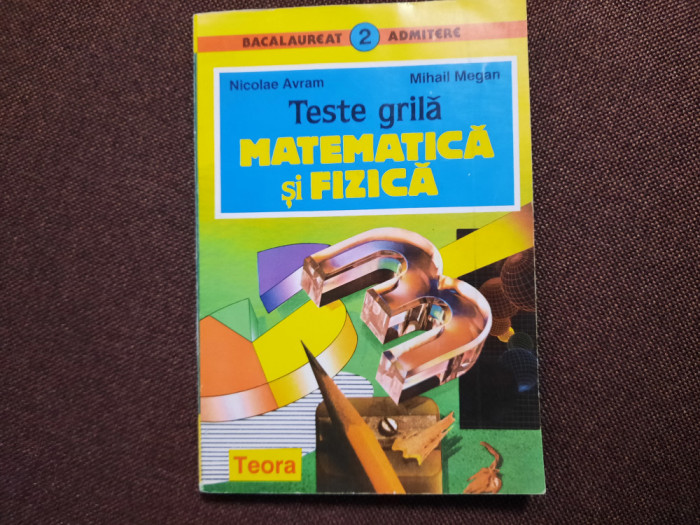 BACALAUREAT 2 ADMITERE
Nicolae Avram Mihail Megan
Teste grilă
MATEMATICĂ
și FIZICĂ
Teora